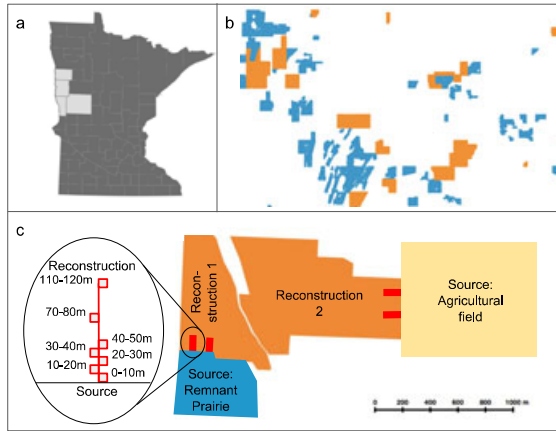 a
b
c
Reconstruction
110–120m
70–80m
40–50m
30–40m
20–30m
10–20m
0–10m
Source
Recon-
struction 1
Reconstruction
2
Source:
Agricultural
field
Source:
Remnant
Prairie
0 200 400 600 800 1000 m